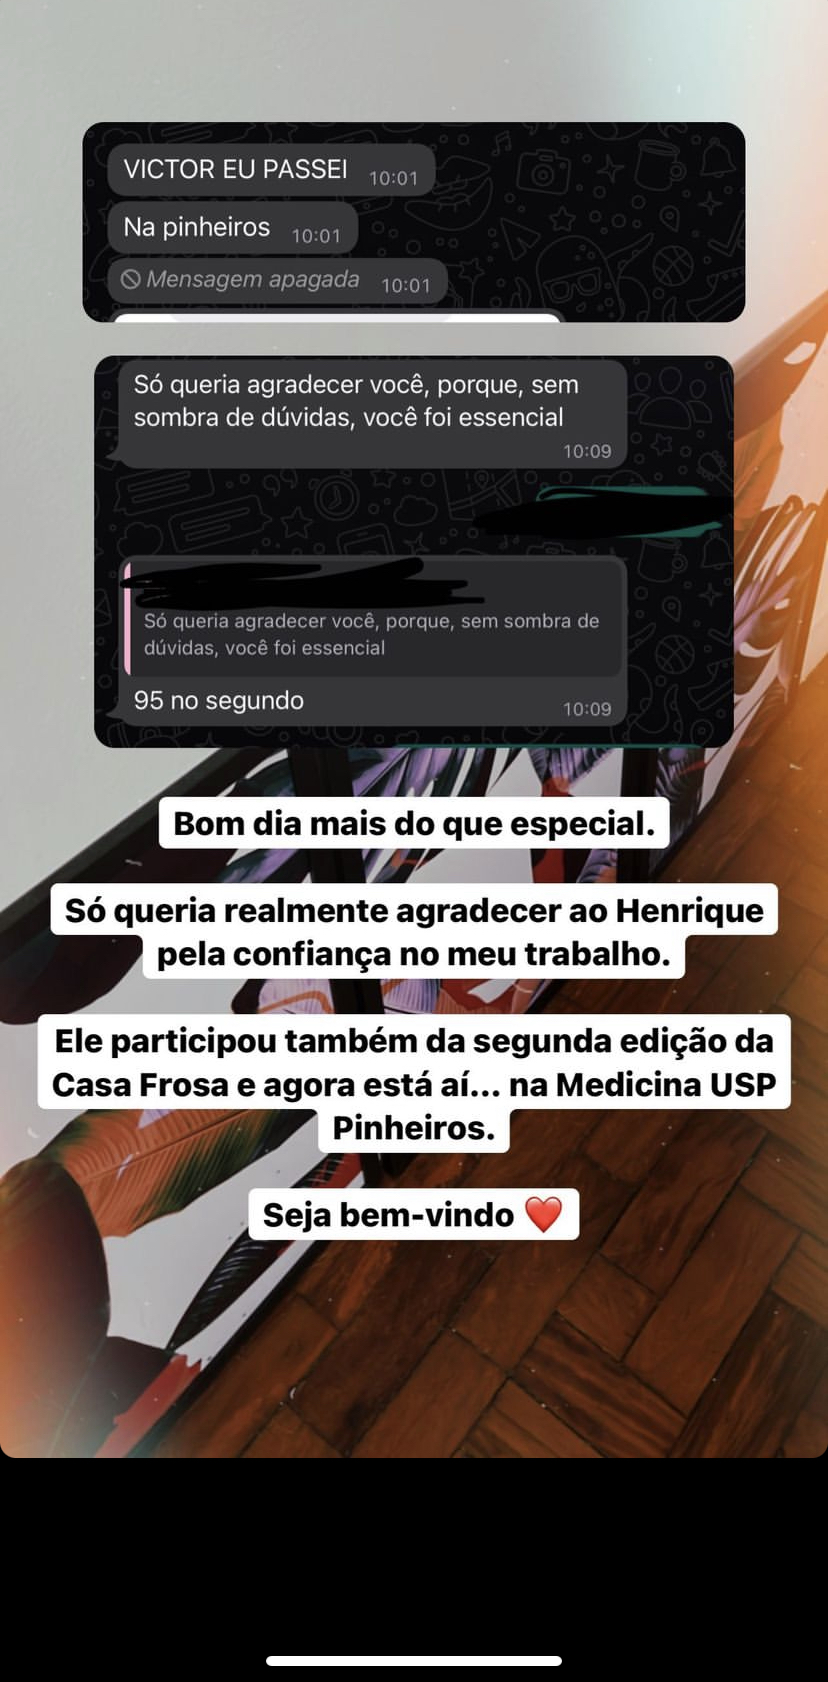 VICTOR EU PASSEI 10:01
Na pinheiros 10:01
Mensagem apagada 10:01
Só queria agradecer você, porque, sem
sombra de dúvidas, você foi essencial
10:09
Só queria agradecer você, porque, sem sombra de
dúvidas, você foi essencial
95 no segundo 10:09
Bom dia mais do que especial.
Só queria realmente agradecer ao Henrique
pela confiança no meu trabalho.
Ele participou também da segunda edição da
Casa Frosa e agora está aí... na Medicina USP
Pinheiros.
Seja bem-vindo ❤️